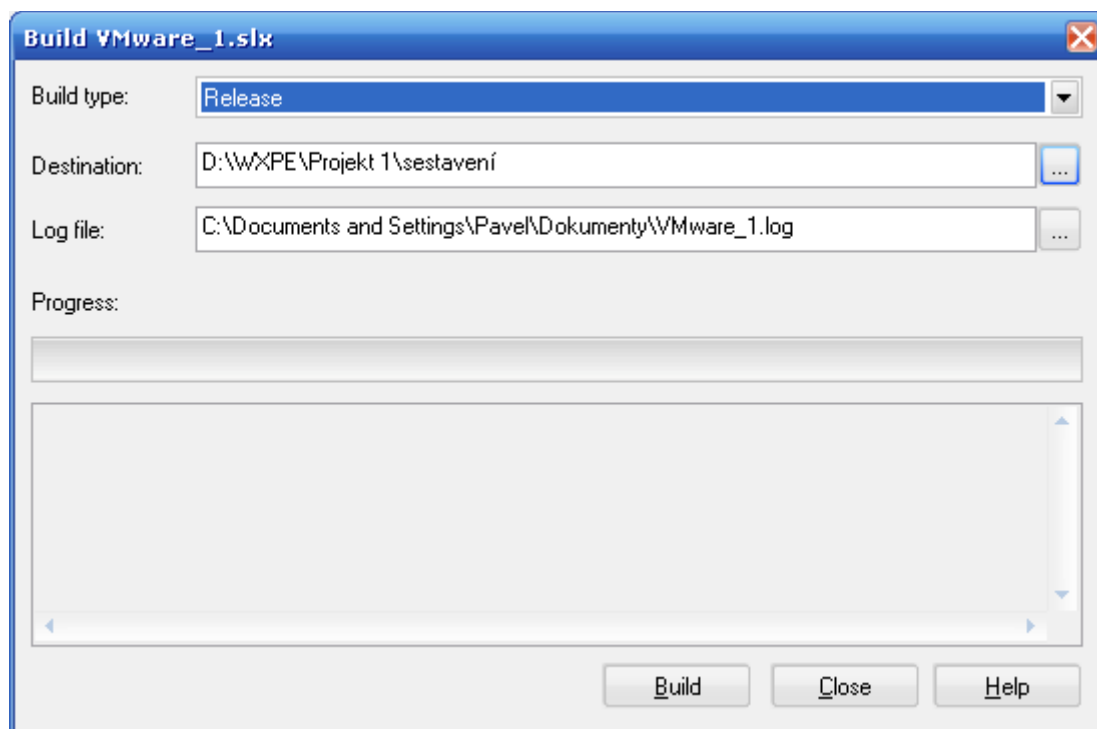 Build VMware_1.slx
Build type: Release
Destination: D:\WXPE\Projekt 1\sestavení ...
Log file: C:\Documents and Settings\Pavel\Dokumenty\VMware_1.log ...
Progress:
Build Close Help